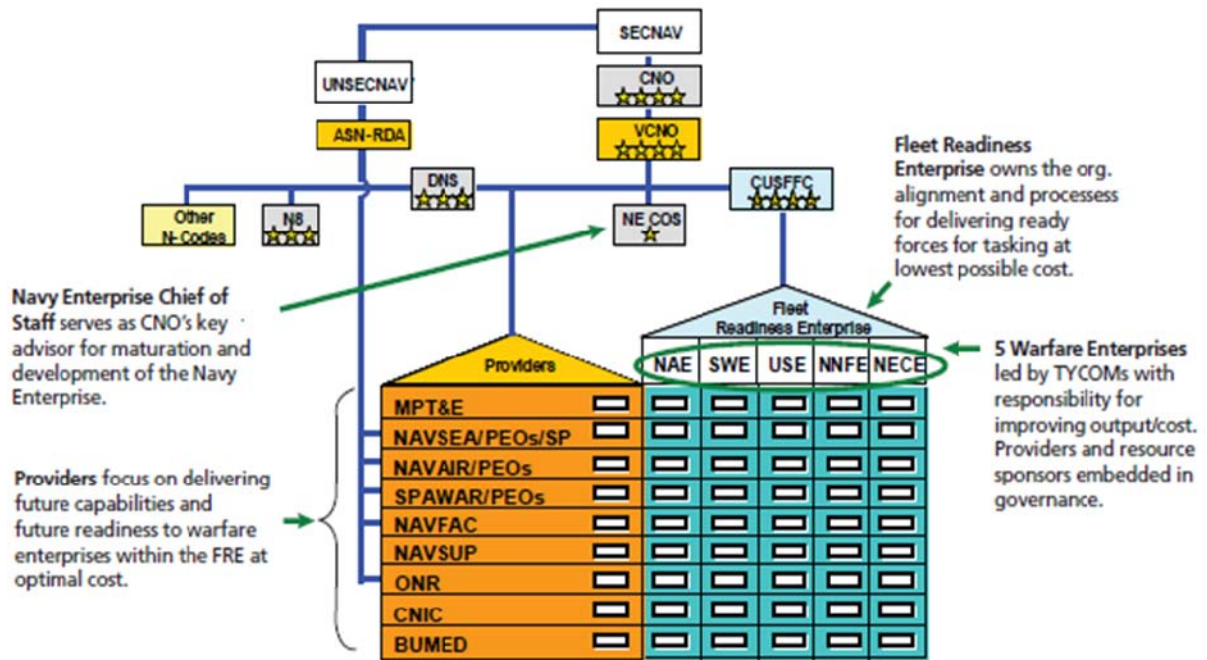 SECNAV
UNSECNAV
CNO
ASN-RDA
VCNO
Fleet Readiness
Enterprise owns the org.
alignment and processess
for delivering ready
forces for tasking at
lowest possible cost.
DNS
CUSFFC
Other
N-Codes
N8
NE COS
Navy Enterprise Chief of
Staff serves as CNO's key
advisor for maturation and
development of the Navy
Enterprise.
Fleet
Readiness Enterprise
Providers
NAE SWE USE NNFE NECE
5 Warfare Enterprises
led by TYCOMs with
responsibility for
improving output/cost.
Providers and resource
sponsors embedded in
governance.
Providers focus on delivering
future capabilities and
future readiness to warfare
enterprises within the FRE at
optimal cost.
MPT&E
NAVSEA/PEOs/SP
NAVAIR/PEOs
SPAWAR/PEOs
NAVFAC
NAVSUP
ONR
CNIC
BUMED